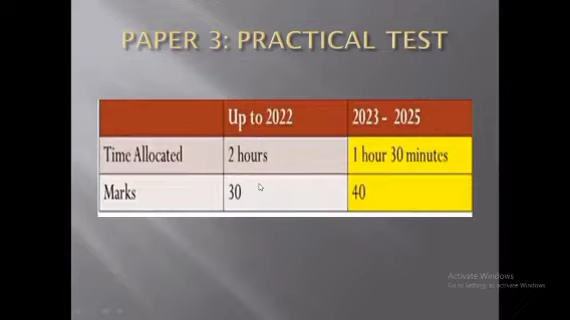 PAPER 3: PRACTICAL TEST
Up to 2022 2023 - 2025
Time Allocated 2 hours 1 hour 30 minutes
Marks 30 40
Activate Windows
Go to Settings to activate Windows.